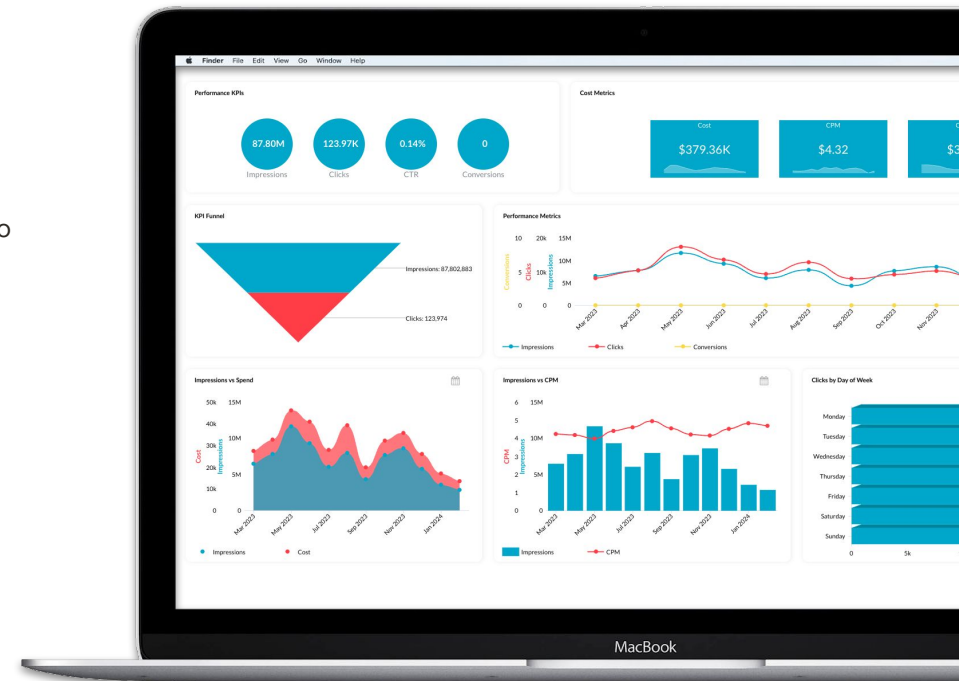 o
Finder File Edit View Go Window Help
Performance KPIs
87.80M
Impressions
123.97K
Clicks
0.14%
CTR
0
Conversions
Cost Metrics
Cost
$379.36K
CPM
$4.32
C
$3
KPI Funnel
Impressions: 87,802,883
Clicks: 123,974
Performance Metrics
10 20k 15M
10M
5 10k
5M
0 0 0
Conversions
Clicks
Impressions
Mar 2023 Apr 2023 May 2023 Jun 2023 Jul 2023 Aug 2023 Sep 2023 Oct 2023 Nov 2023
Impressions Clicks Conversions
Impressions vs Spend
50k 15M
40k
30k 10M
20k 5M
10k
0 0
Cost
Impressions
Mar 2023 May 2023 Jul 2023 Sep 2023 Nov 2023 Jan 2024
Impressions Cost
Impressions vs CPM
6 15M
5
4 10M
3
2 5M
1
0 0
CPM
Impressions
Mar 2023 May 2023 Jul 2023 Sep 2023 Nov 2023 Jan 2024
Impressions CPM
Clicks by Day of Week
Monday
Tuesday
Wednesday
Thursday
Friday
Saturday
Sunday
0 5k
MacBook